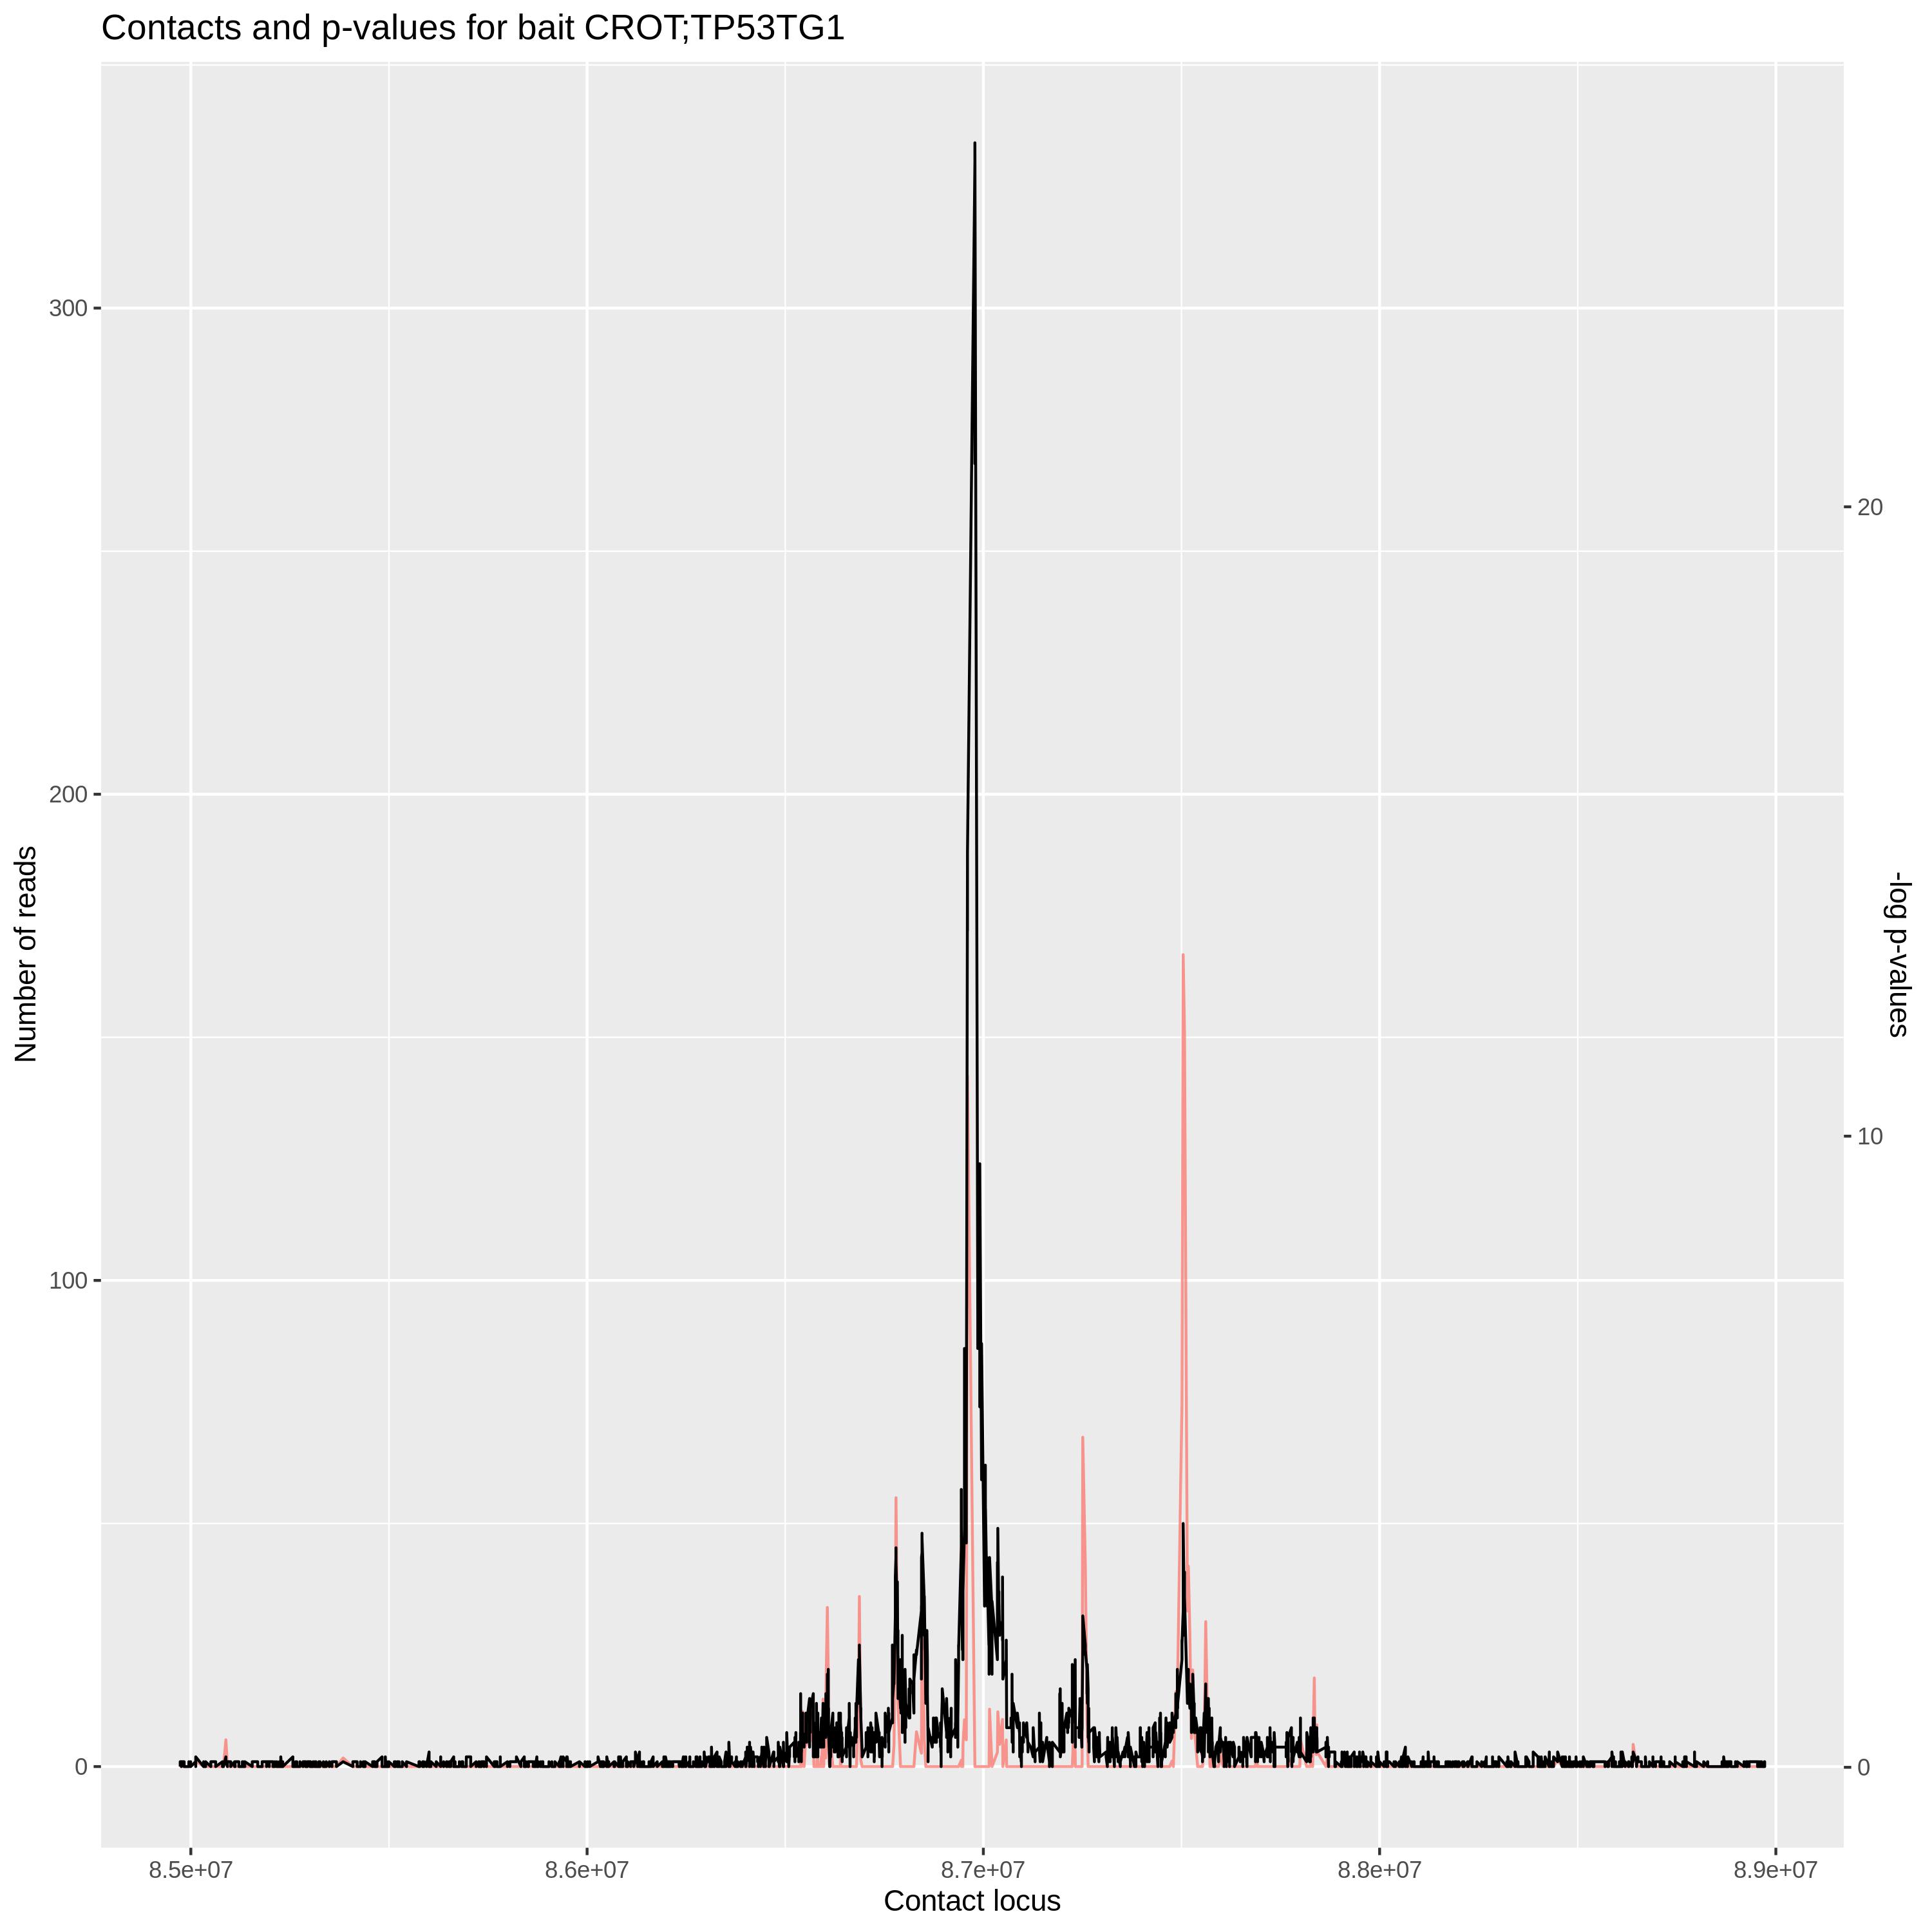 Contacts and p-values for bait CROT;TP53TG1
300
200
100
0
Number of reads
20
10
0
-log p-values
8.5e+07
8.6e+07
8.7e+07
8.8e+07
8.9e+07
Contact locus